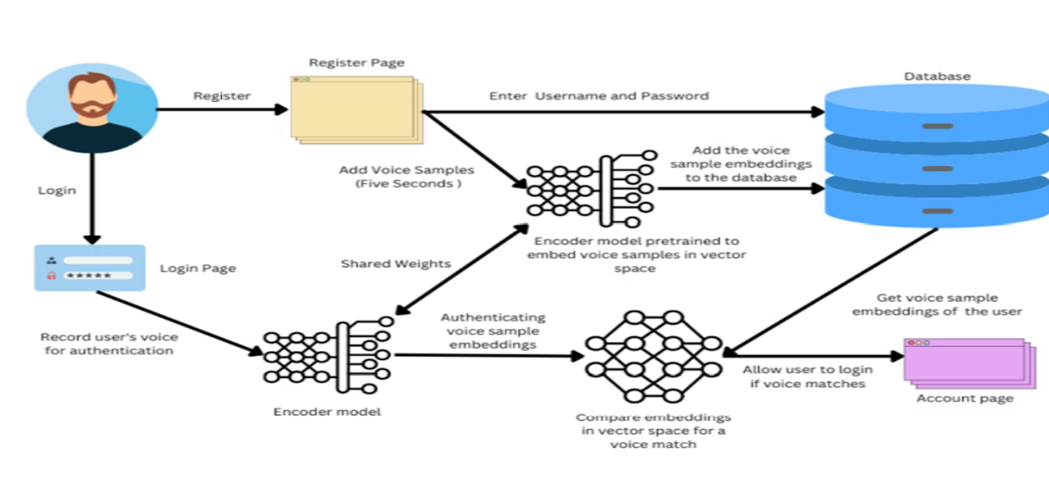 Register Page
Database
Register
Enter Username and Password
Add Voice Samples
(Five Seconds )
Add the voice
sample embeddings
to the database
Login
Encoder model pretrained to
embed voice samples in vector
space
Login Page
*****
Shared Weights
Get voice sample
embeddings of the user
Record user's voice
for authentication
Authenticating
voice sample
embeddings
Allow user to login
if voice matches
Account page
Encoder model
Compare embeddings
in vector space for a
voice match